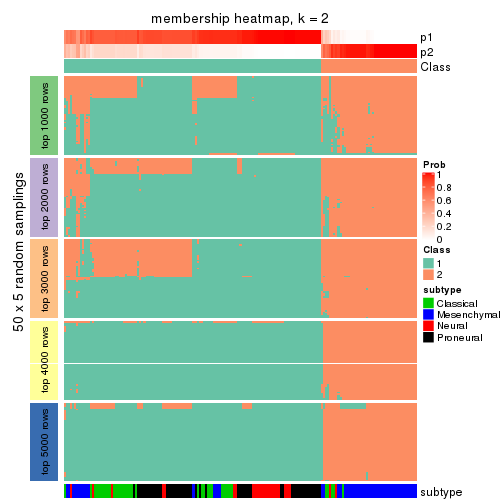 membership heatmap, k = 2
p1
p2
Class
50 x 5 random samplings
top 1000 rows
top 2000 rows
top 3000 rows
top 4000 rows
top 5000 rows
Prob
1
0.8
0.6
0.4
0.2
0
Class
1
2
subtype
Classical
Mesenchymal
Neural
Proneural
subtype